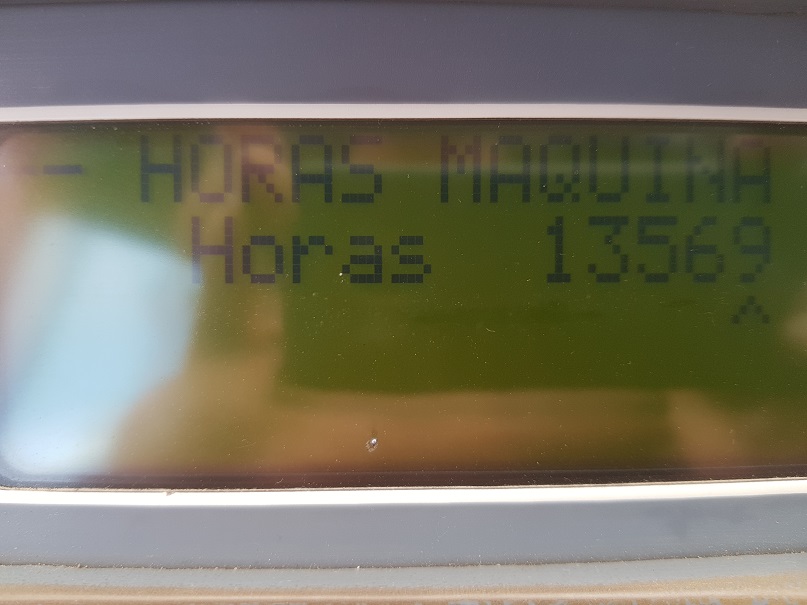 -- HORAS MAQUINA
Horas 13569
^